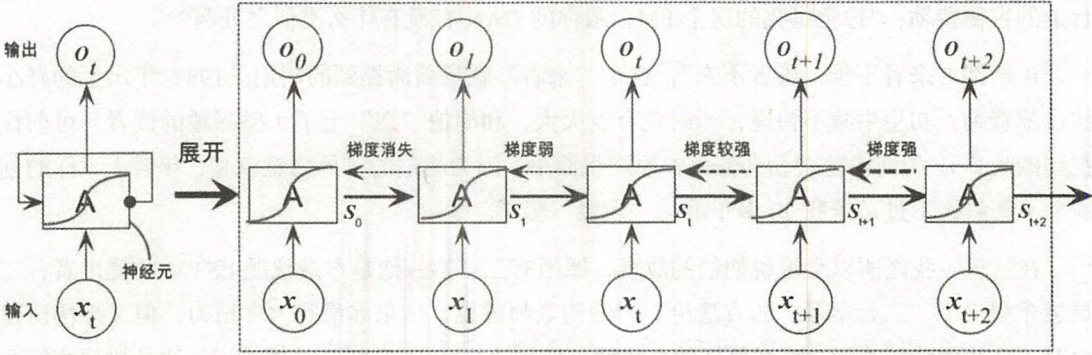 输出
o_t
o_0
o_1
o_t
o_{t+1}
o_{t+2}
展开
梯度消失
梯度弱
梯度较强
梯度强
A
A
A
A
A
A
S_0
S_1
S_t
S_{t+1}
S_{t+2}
神经元
输入
x_t
x_0
x_1
x_t
x_{t+1}
x_{t+2}